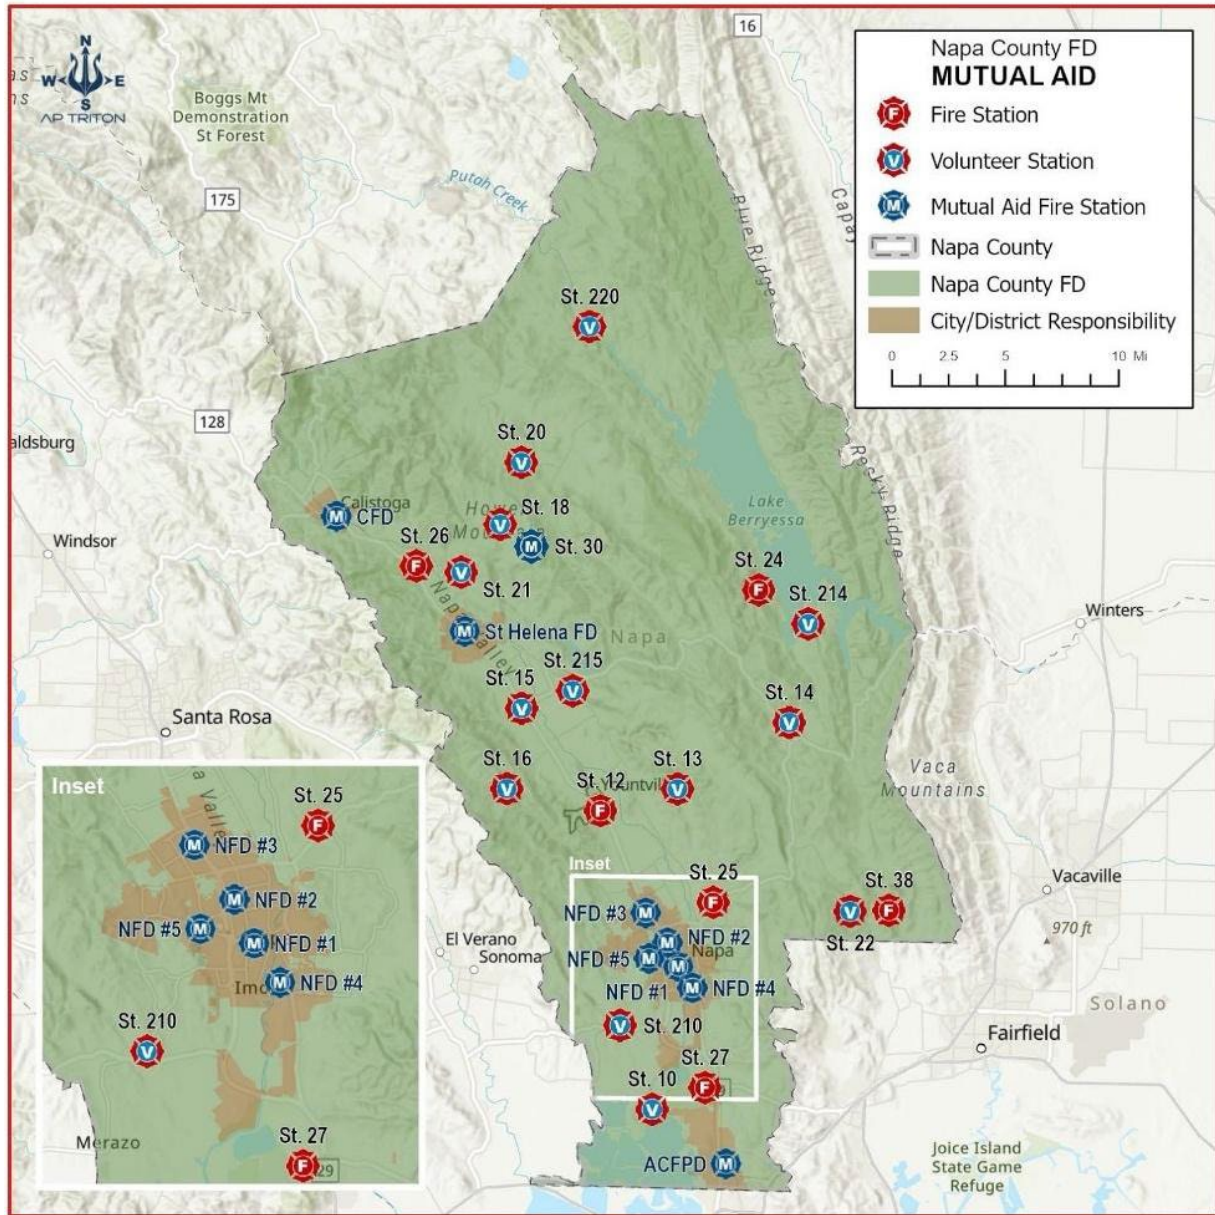 N
W E
S
AP TRITON
16
Boggs Mt
Demonstration
St Forest
175
Putah Creek
Blue Ridge
Capay
Napa County FD
MUTUAL AID
F Fire Station
V Volunteer Station
M Mutual Aid Fire Station
Napa County
Napa County FD
City/District Responsibility
0 2.5 5 10 Mi
St. 220
V
128
aldsburg
St. 20
V
Rocky Ridge
Calistoga
M CFD
St. 18
V
Lake
Berryessa
Windsor
St. 26
F
M St. 30
V
St. 21
St. 24
F
St. 214
V
Winters
Napa Valley
M St Helena FD
Napa
St. 215
V
St. 15
V
St. 14
V
Santa Rosa
St. 16
V
St. 12
F
St. 13
V
Vaca
Mountains
Inset
St. 25
F
M NFD #3
M NFD #2
NFD #5 M
M NFD #1
M NFD #4
St. 210
V
Merazo
St. 27
F
29
Inset
St. 25
F
NFD #3 M
M
NFD #2
Napa
NFD #5 M
M
NFD #1
M NFD #4
V St. 210
St. 27
F
St. 10
V
ACFPD M
St. 38
V F
St. 22
Vacaville
970 ft
El Verano
Sonoma
Solano
Fairfield
Joice Island
State Game
Refuge